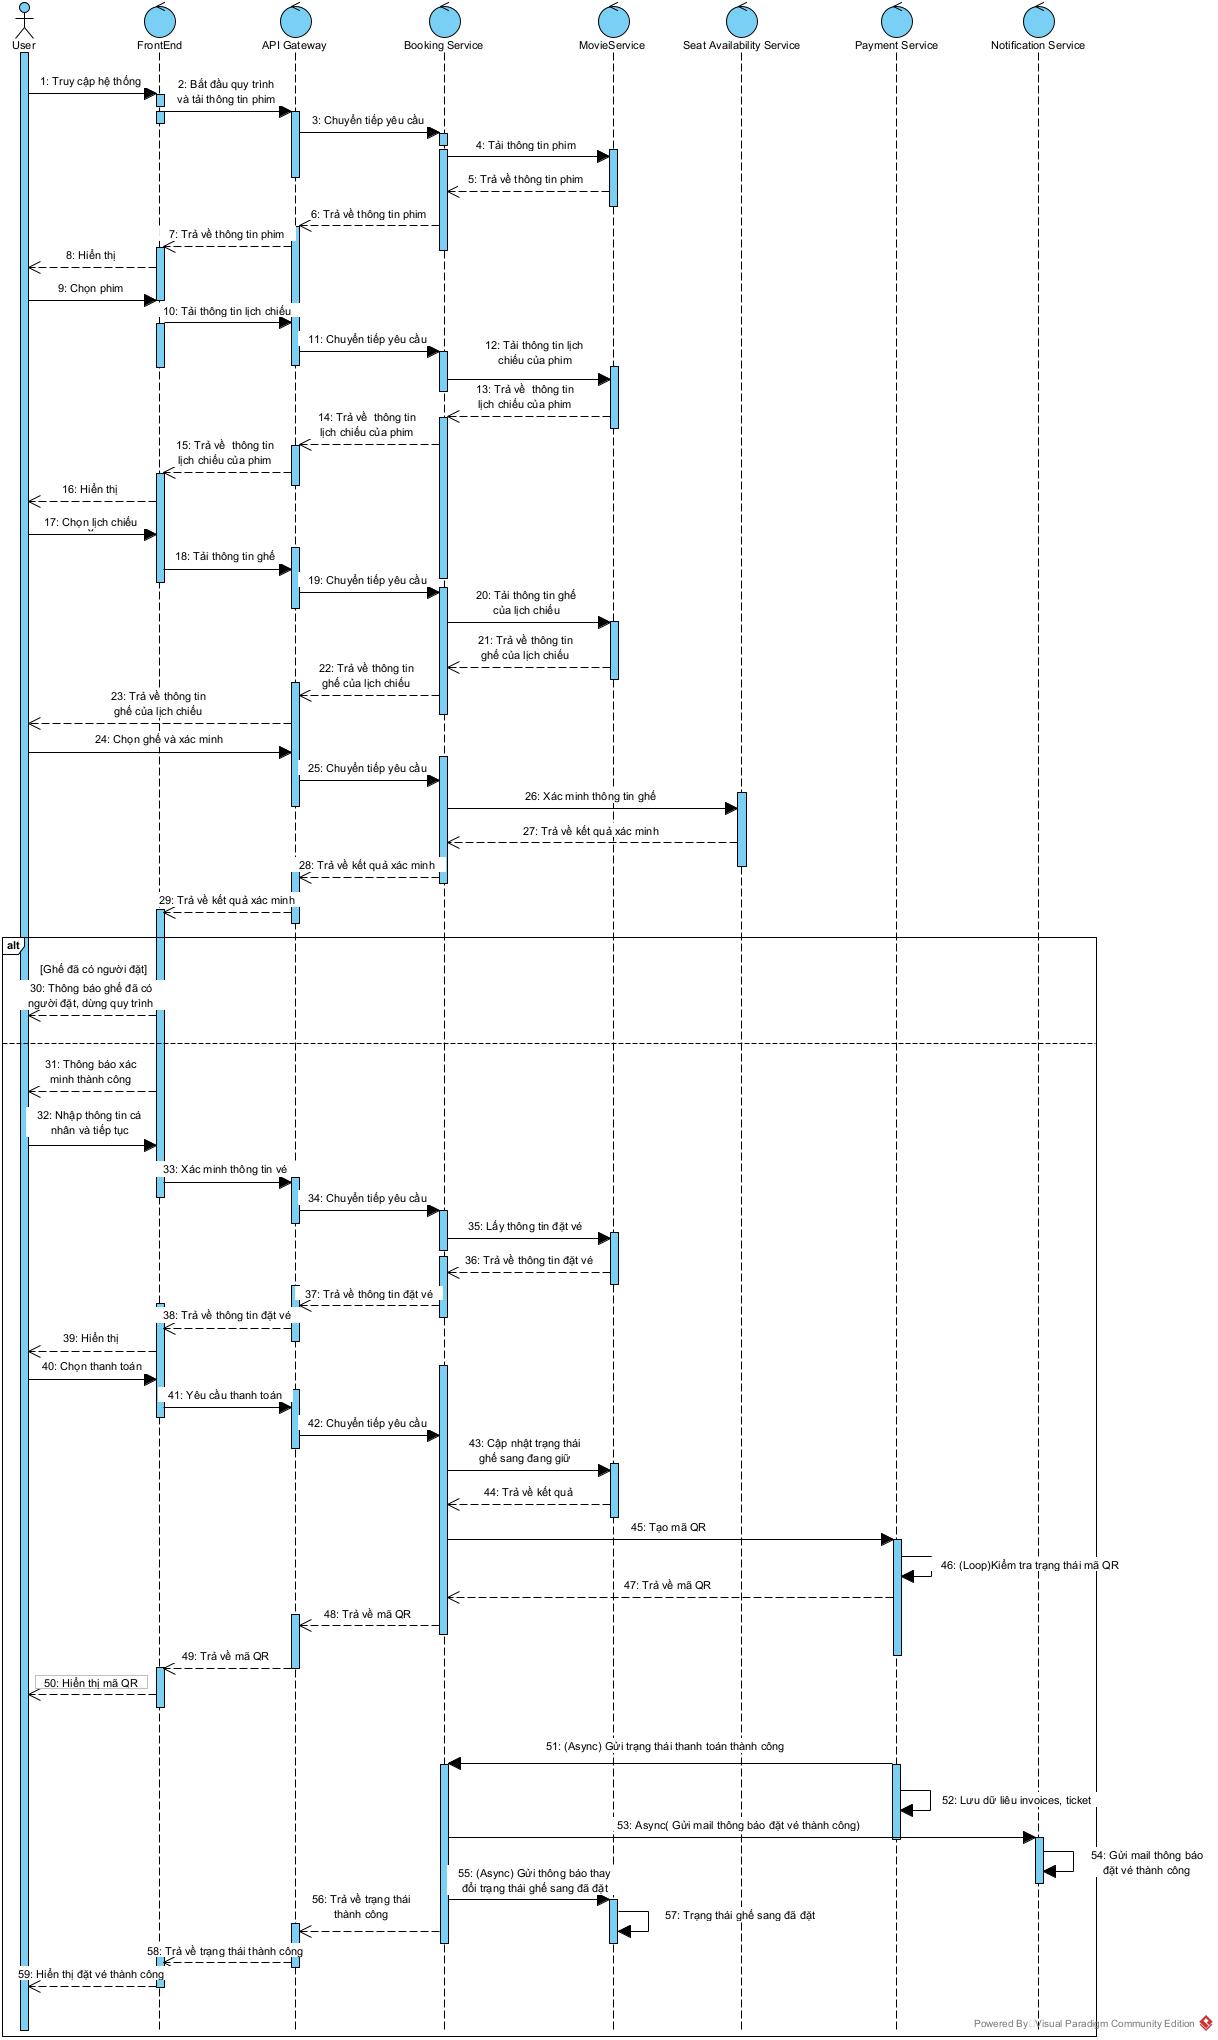 User
FrontEnd
API Gateway
Booking Service
MovieService
Seat Availability Service
Payment Service
Notification Service
1: Truy cập hệ thống
2: Bắt đầu quy trình
và tải thông tin phim
3: Chuyển tiếp yêu cầu
4: Tải thông tin phim
5: Trả về thông tin phim
6: Trả về thông tin phim
7: Trả về thông tin phim
8: Hiển thị
9: Chọn phim
10: Tải thông tin lịch chiếu
11: Chuyển tiếp yêu cầu
12: Tải thông tin lịch
chiếu của phim
13: Trả về thông tin
lịch chiếu của phim
14: Trả về thông tin
lịch chiếu của phim
15: Trả về thông tin
lịch chiếu của phim
16: Hiển thị
17: Chọn lịch chiếu
18: Tải thông tin ghế
19: Chuyển tiếp yêu cầu
20: Tải thông tin ghế
của lịch chiếu
21: Trả về thông tin
ghế của lịch chiếu
22: Trả về thông tin
ghế của lịch chiếu
23: Trả về thông tin
ghế của lịch chiếu
24: Chọn ghế và xác minh
25: Chuyển tiếp yêu cầu
26: Xác minh thông tin ghế
27: Trả về kết quả xác minh
28: Trả về kết quả xác minh
29: Trả về kết quả xác minh
alt
[Ghế đã có người đặt]
30: Thông báo ghế đã có
người đặt, dừng quy trình
31: Thông báo xác
minh thành công
32: Nhập thông tin cá
nhân và tiếp tục
33: Xác minh thông tin vé
34: Chuyển tiếp yêu cầu
35: Lấy thông tin đặt vé
36: Trả về thông tin đặt vé
37: Trả về thông tin đặt vé
38: Trả về thông tin đặt vé
39: Hiển thị
40: Chọn thanh toán
41: Yêu cầu thanh toán
42: Chuyển tiếp yêu cầu
43: Cập nhật trạng thái
ghế sang đang giữ
44: Trả về kết quả
45: Tạo mã QR
46: (Loop)Kiểm tra trạng thái mã QR
47: Trả về mã QR
48: Trả về mã QR
49: Trả về mã QR
50: Hiển thị mã QR
51: (Async) Gửi trạng thái thanh toán thành công
52: Lưu dữ liêu invoices, ticket
53: Async( Gửi mail thông báo đặt vé thành công)
54: Gửi mail thông báo
đặt vé thành công
55: (Async) Gửi thông báo thay
đổi trạng thái ghế sang đã đặt
56: Trả về trạng thái
thành công
57: Trạng thái ghế sang đã đặt
58: Trả về trạng thái thành công
59: Hiển thị đặt vé thành công
Powered By Visual Paradigm Community Edition